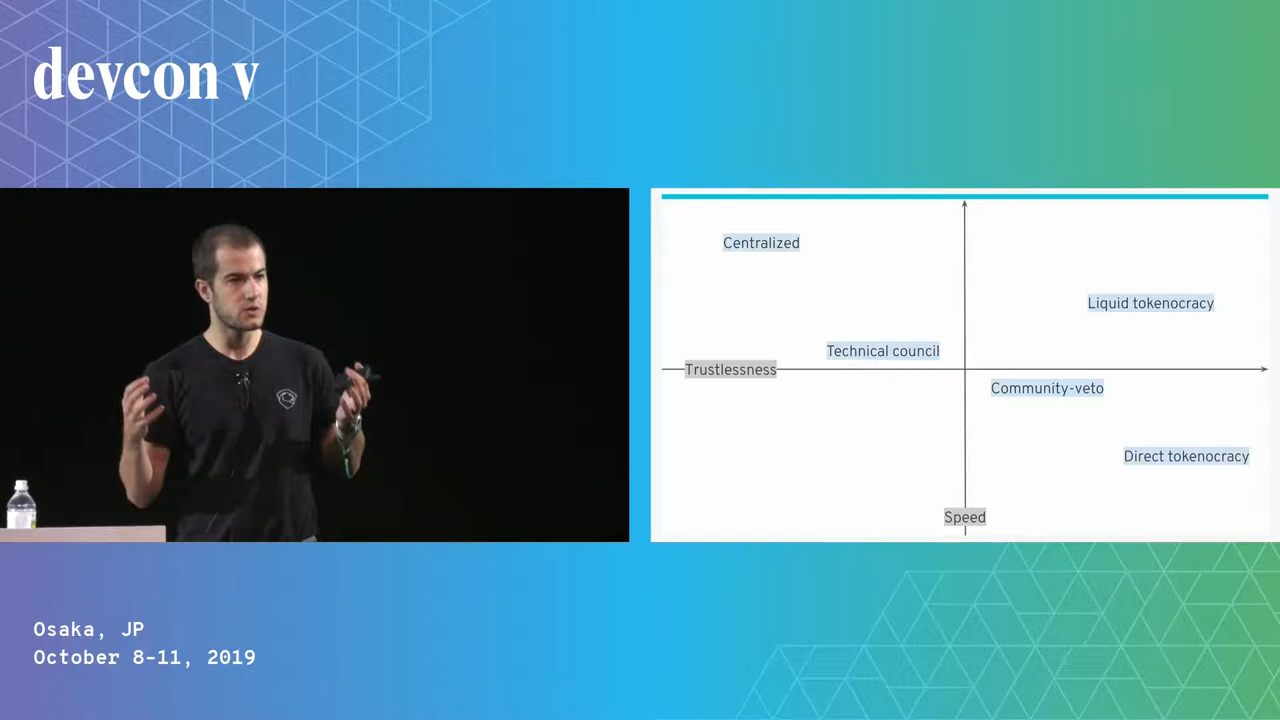 devcon v
Centralized
Liquid tokenocracy
Technical council
Trustlessness
Community-veto
Direct tokenocracy
Speed
Osaka, JP
October 8-11, 2019